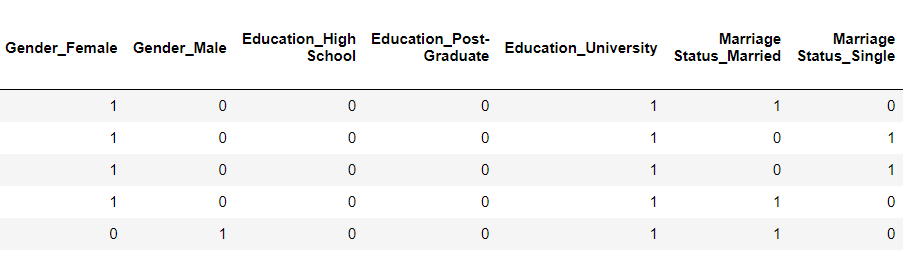 Gender_Female Gender_Male Education_High School Education_Post-Graduate Education_University Marriage Status_Married Marriage Status_Single
1 0 0 0 1 1 0
1 0 0 0 1 0 1
1 0 0 0 1 0 1
1 0 0 0 1 1 0
0 1 0 0 1 1 0